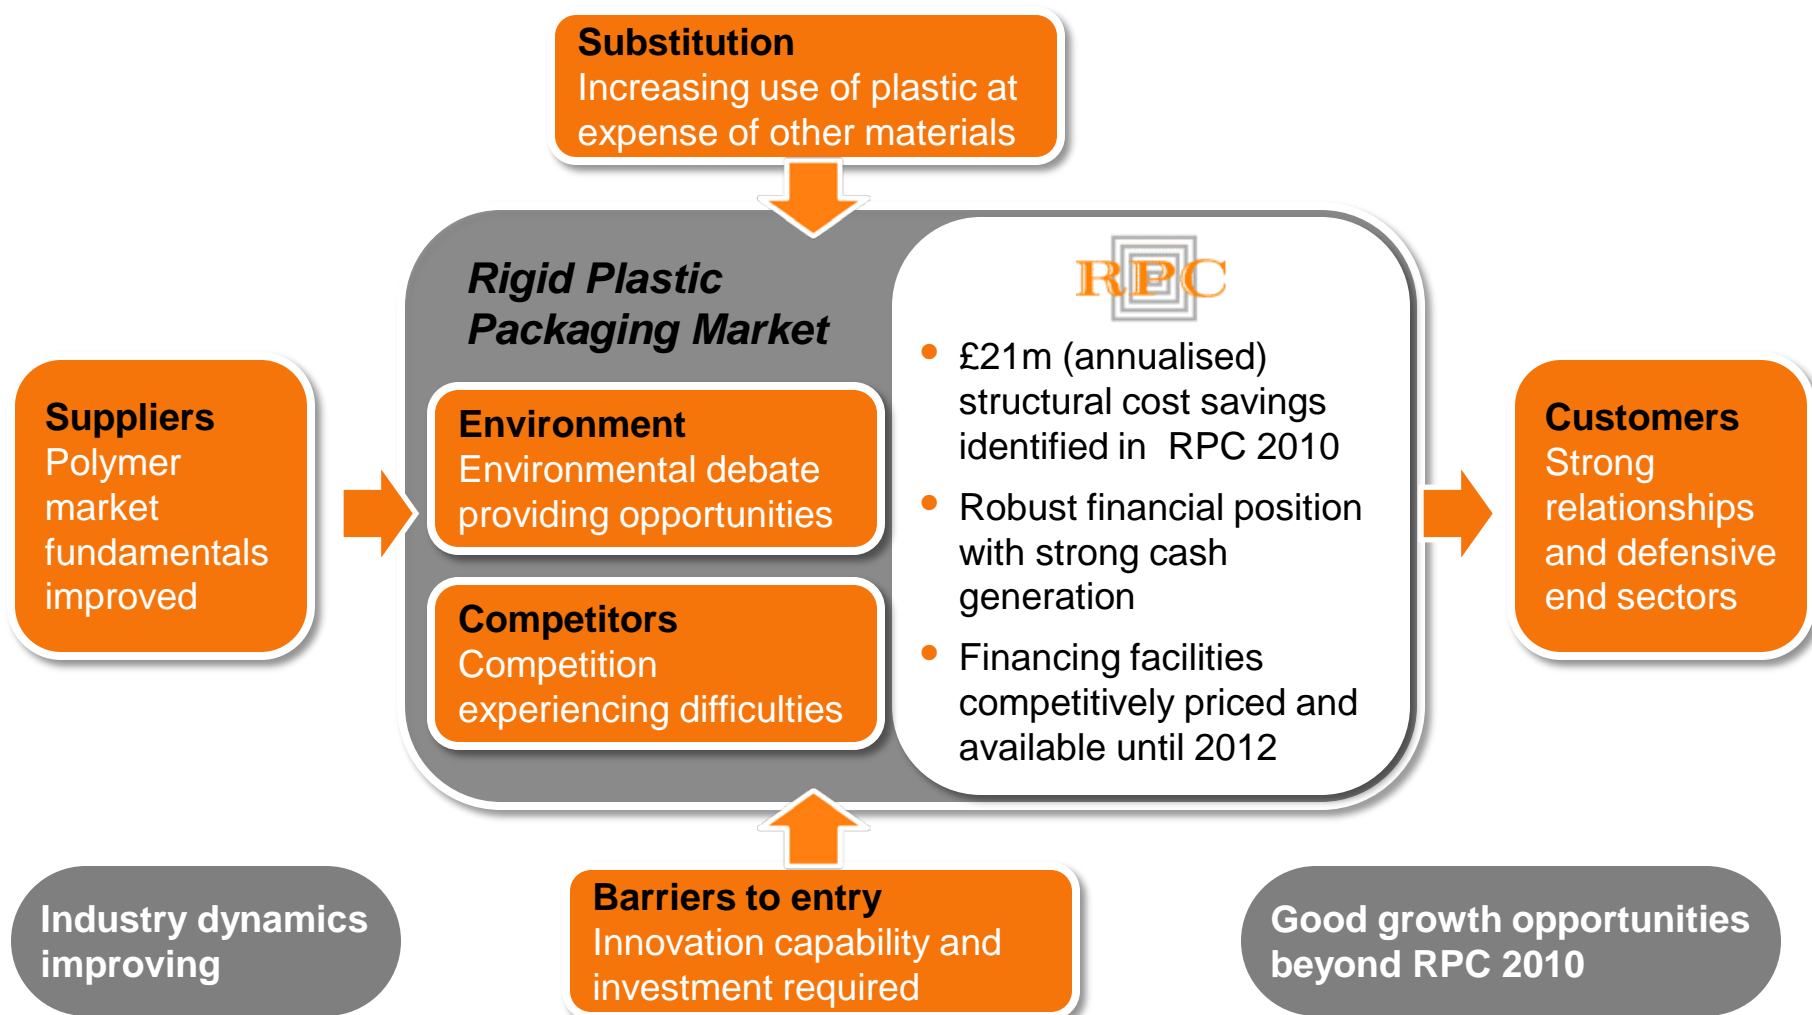 Substitution
Increasing use of plastic at
expense of other materials
Rigid Plastic
Packaging Market
RPC
• £21m (annualised)
structural cost savings
identified in RPC 2010
• Robust financial position
with strong cash
generation
• Financing facilities
competitively priced and
available until 2012
Suppliers
Polymer
market
fundamentals
improved
Environment
Environmental debate
providing opportunities
Competitors
Competition
experiencing difficulties
Customers
Strong
relationships
and defensive
end sectors
Industry dynamics
improving
Barriers to entry
Innovation capability and
investment required
Good growth opportunities
beyond RPC 2010